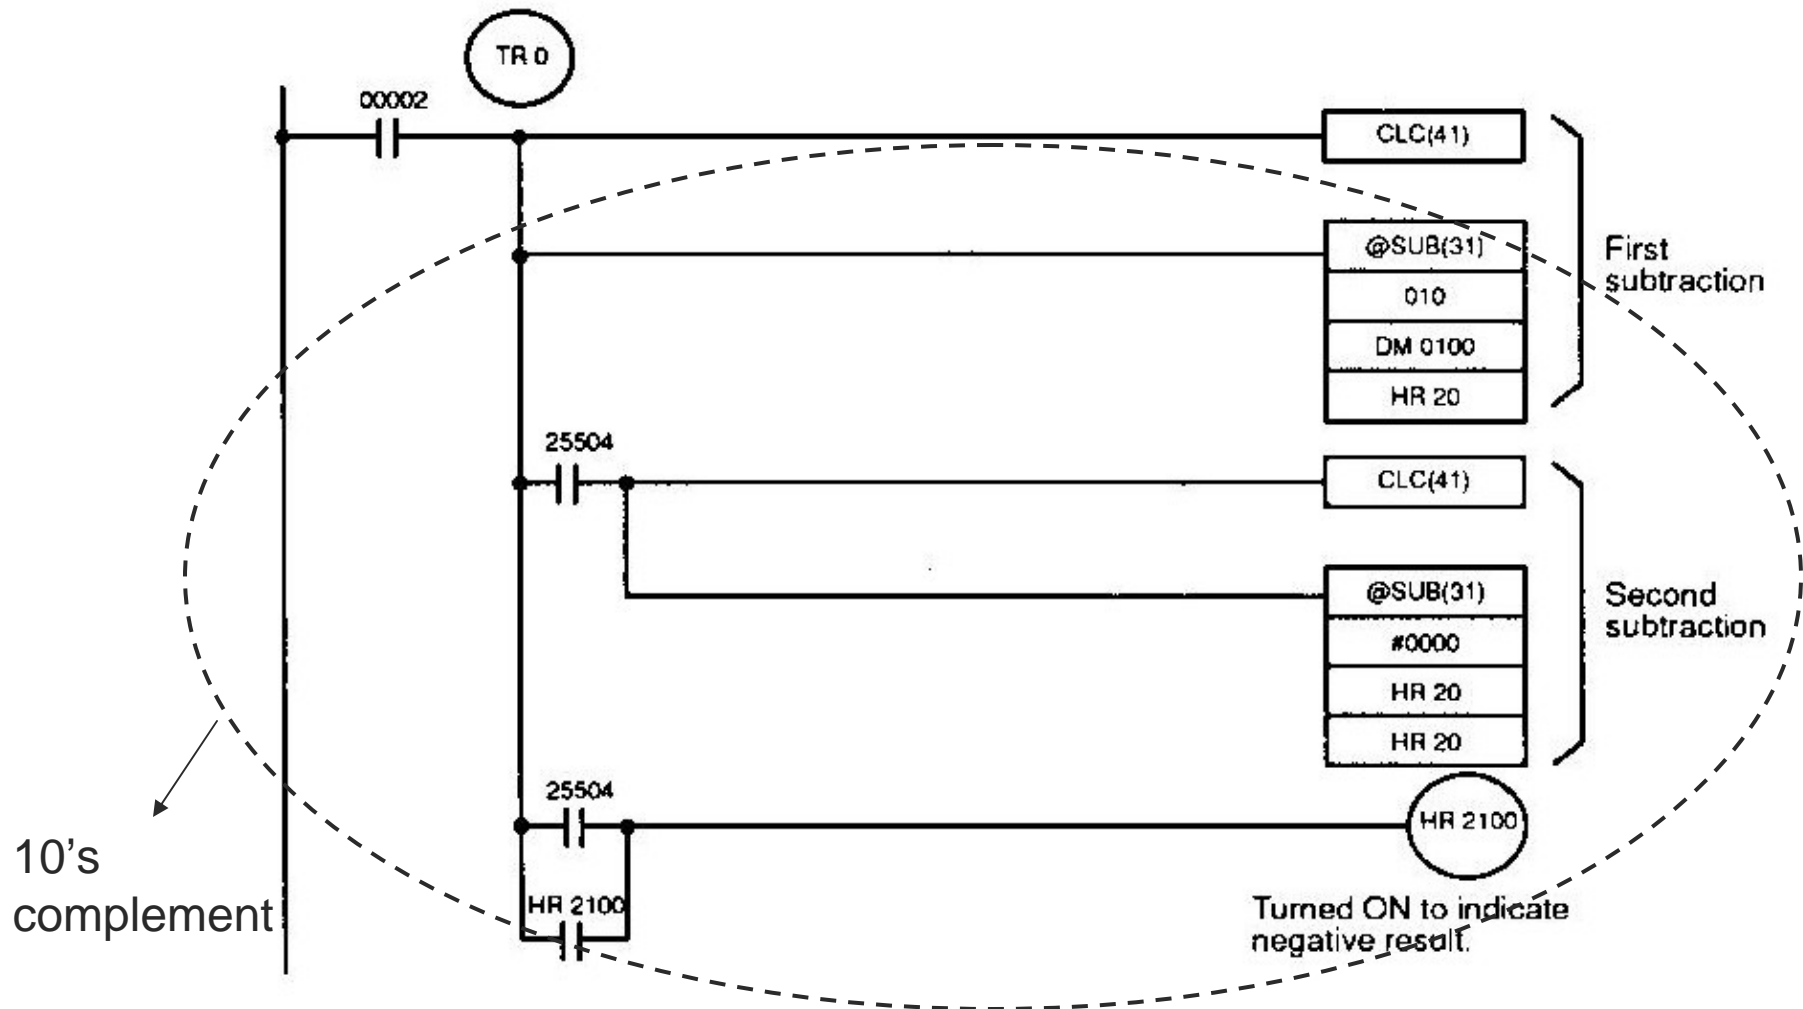 TR 0
00002
CLC(41)
@SUB(31)
010
DM 0100
HR 20
First
subtraction
25504
CLC(41)
@SUB(31)
#0000
HR 20
HR 20
Second
subtraction
25504
HR 2100
HR 2100
Turned ON to indicate
negative result.
10’s
complement